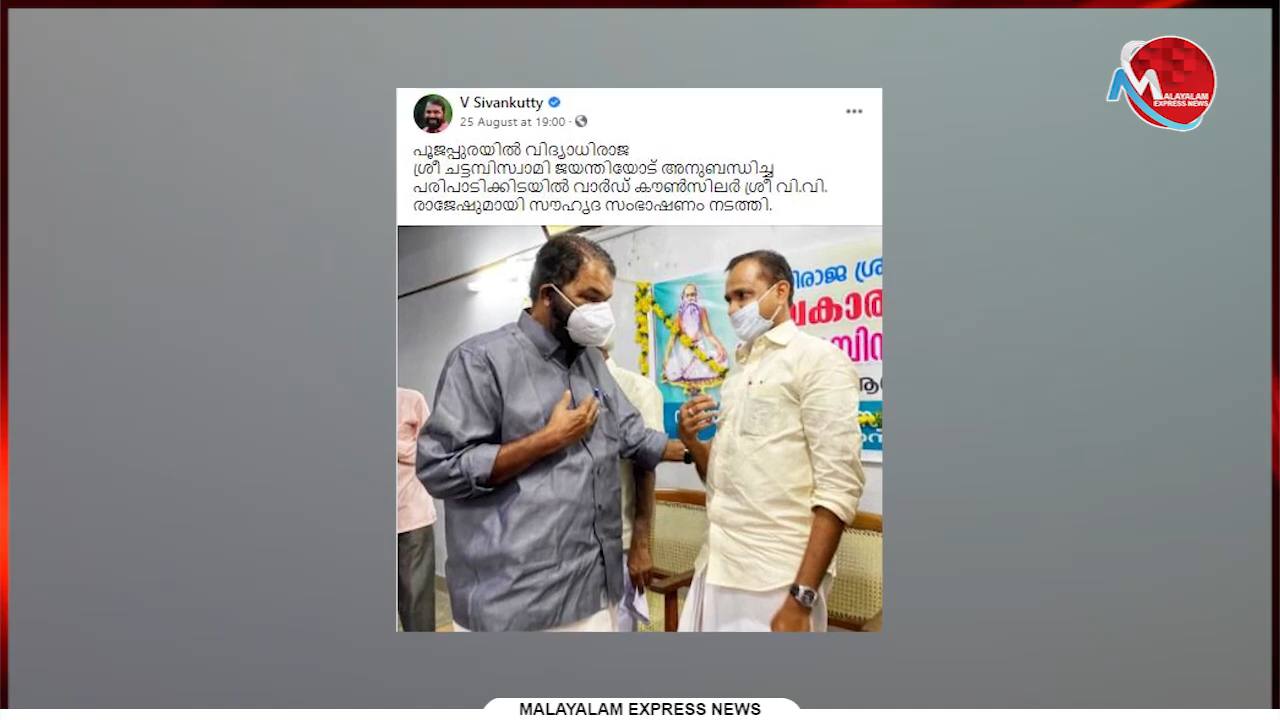 MALAYALAM
EXPRESS NEWS
V Sivankutty
25 August at 19:00
പൂജപ്പുരയിൽ വിദ്യാധിരാജ
ശ്രീ ചട്ടമ്പിസ്വാമി ജയന്തിയോട് അനുബന്ധിച്ച
പരിപാടിക്കിടയിൽ വാർഡ് കൗൺസിലർ ശ്രീ വി.വി.
രാജേഷുമായി സൗഹൃദ സംഭാഷണം നടത്തി.
MALAYALAM EXPRESS NEWS